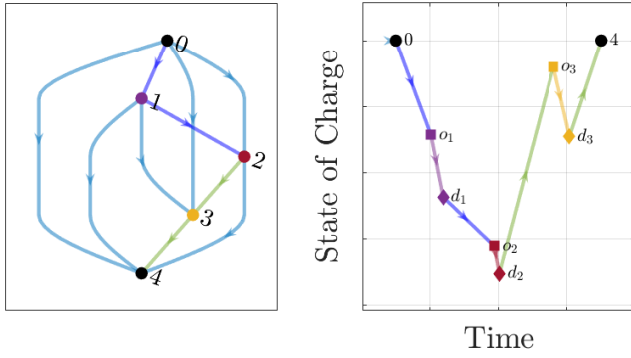 0
1
2
3
4
State of Charge
0
4
o₃
o₁
d₃
d₁
o₂
d₂
Time